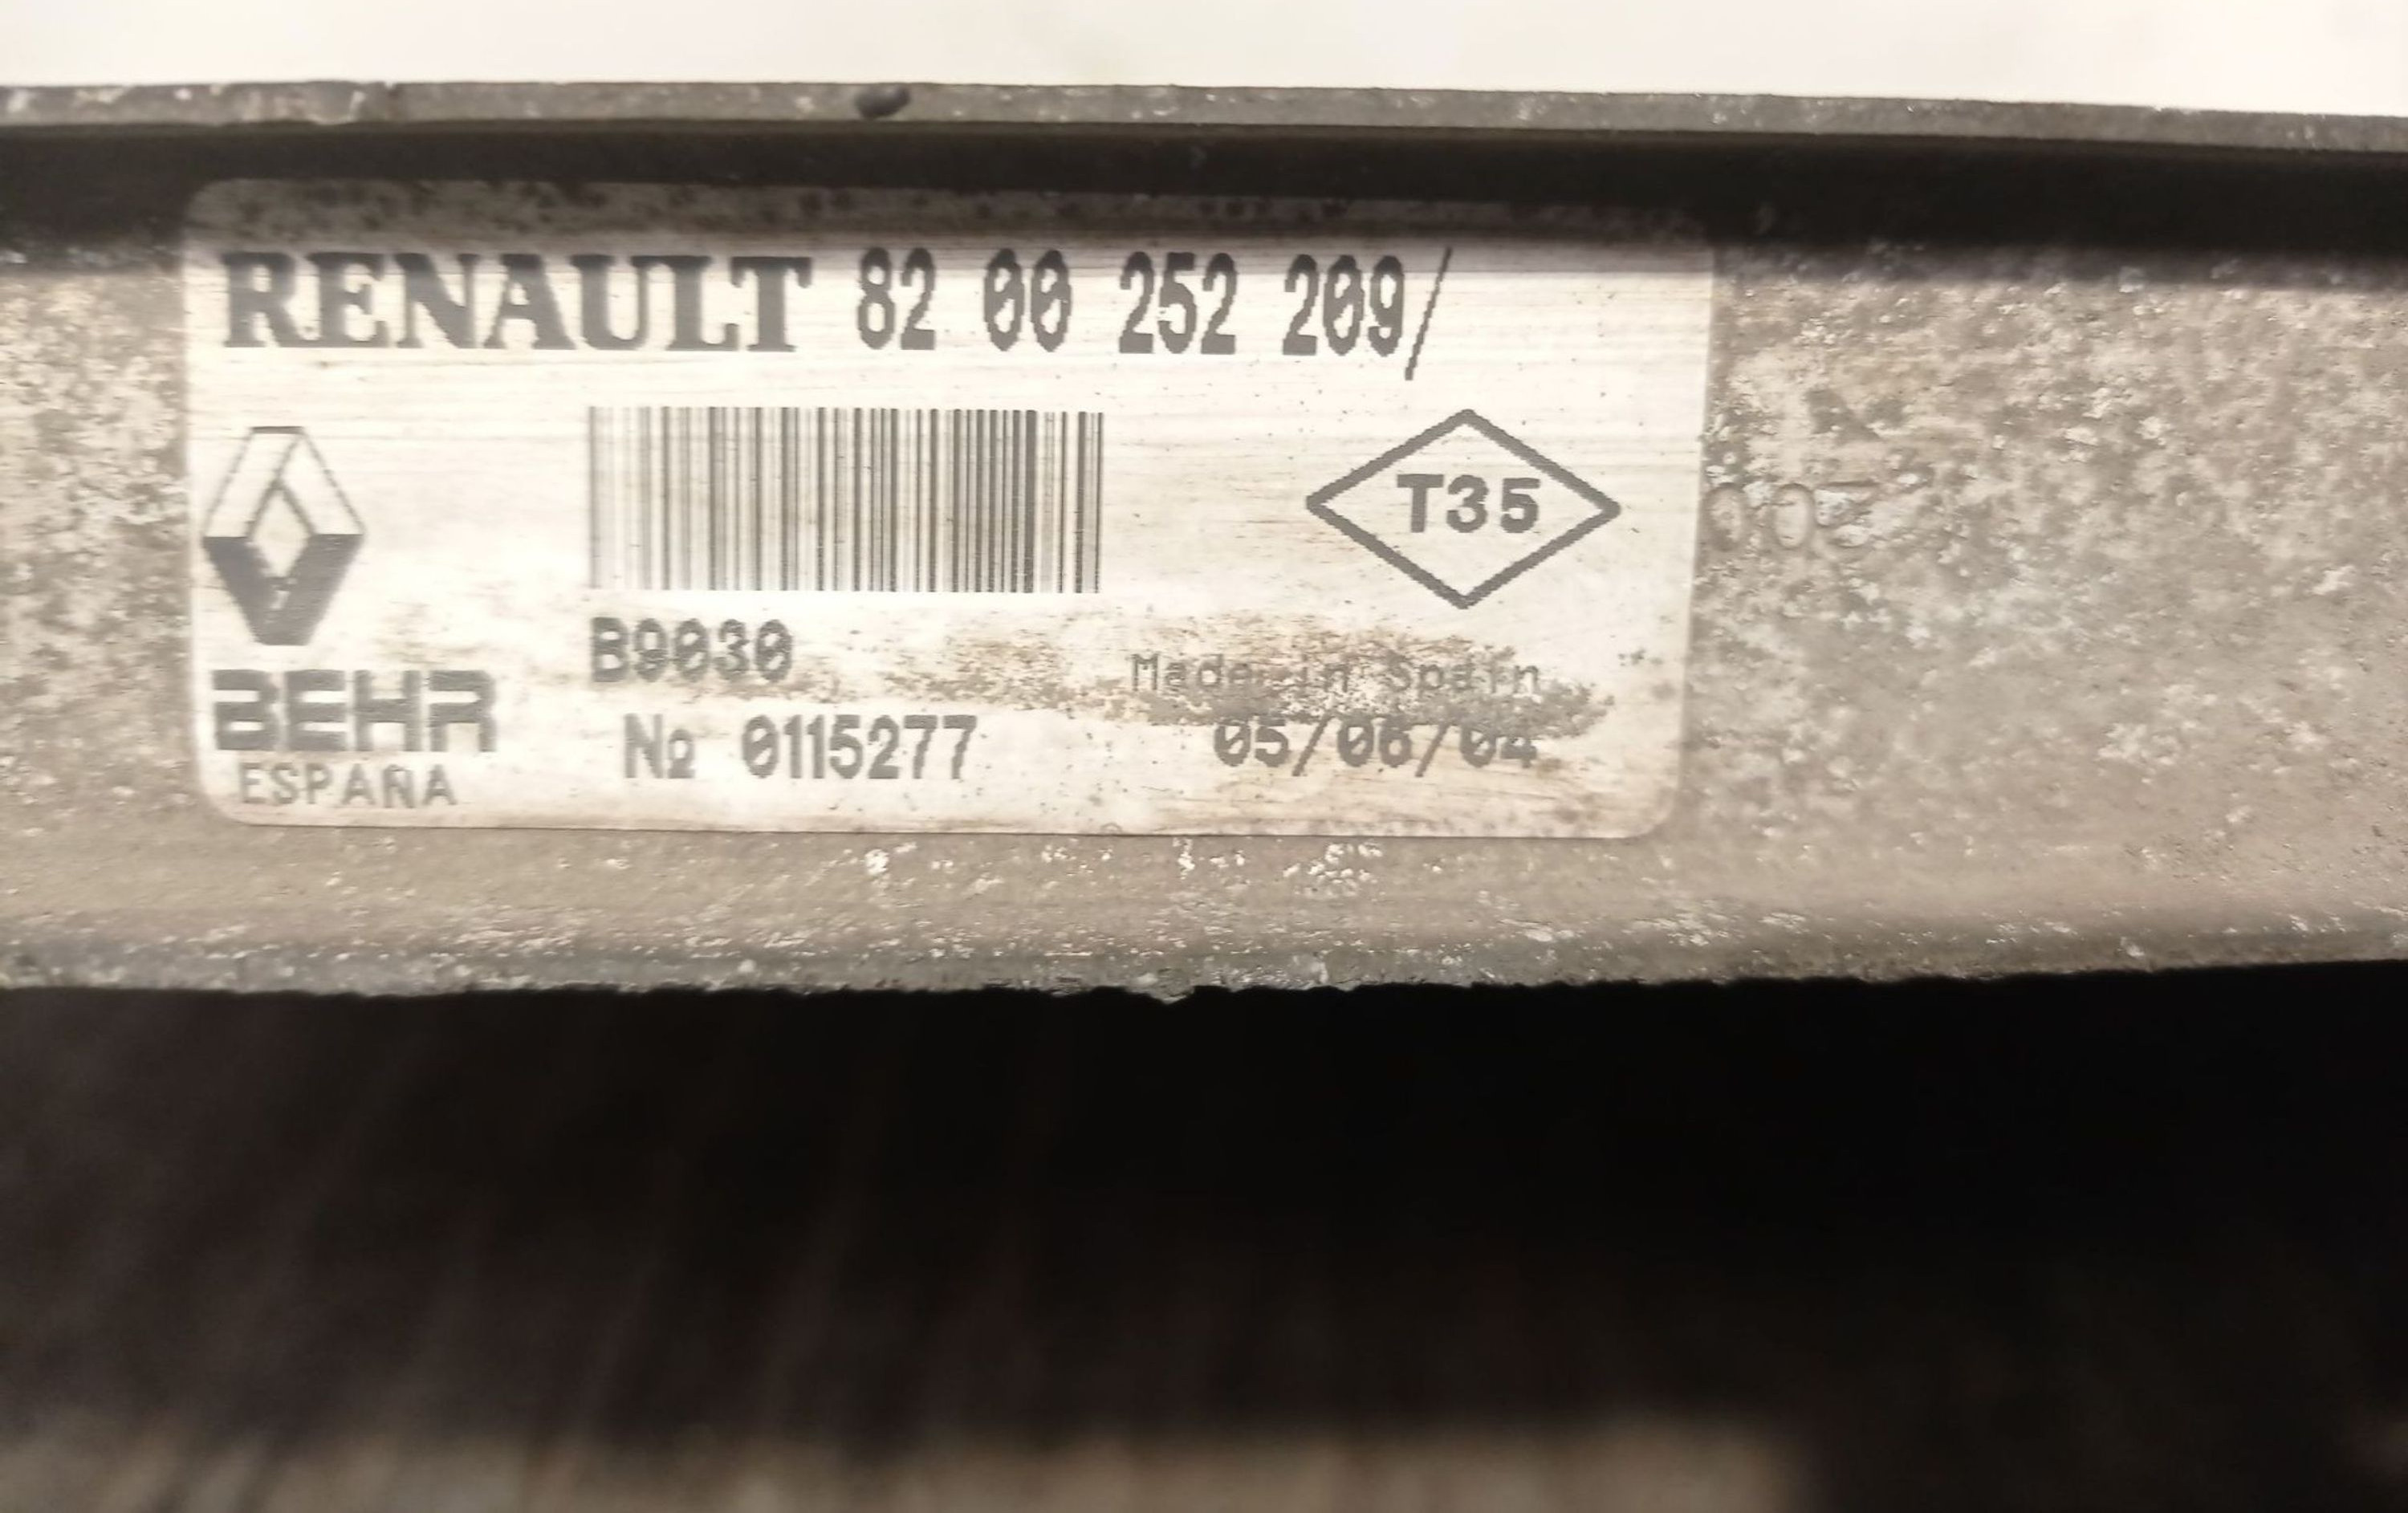 RENAULT 82 00 252 209/
T35
B9030
Made in Spain
BEHR
Nº 0115277
05/06/04
ESPAÑA